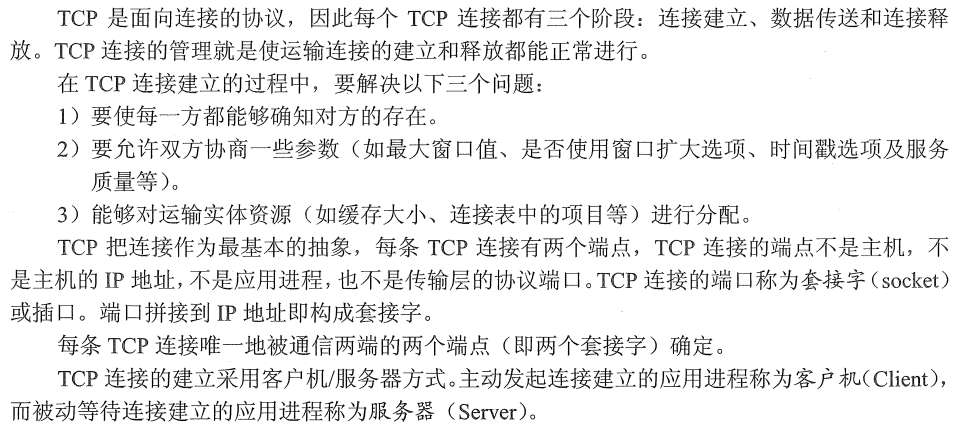 TCP 是面向连接的协议，因此每个 TCP 连接都有三个阶段：连接建立、数据传送和连接释
放。TCP 连接的管理就是使运输连接的建立和释放都能正常进行。
在 TCP 连接建立的过程中，要解决以下三个问题：
1）要使每一方都能够确知对方的存在。
2）要允许双方协商一些参数（如最大窗口值、是否使用窗口扩大选项、时间戳选项及服务
质量等）。
3）能够对运输实体资源（如缓存大小、连接表中的项目等）进行分配。
TCP 把连接作为最基本的抽象，每条 TCP 连接有两个端点，TCP 连接的端点不是主机，不
是主机的 IP 地址，不是应用进程，也不是传输层的协议端口。TCP 连接的端口称为套接字（socket）
或插口。端口拼接到 IP 地址即构成套接字。
每条 TCP 连接唯一地被通信两端的两个端点（即两个套接字）确定。
TCP 连接的建立采用客户机/服务器方式。主动发起连接建立的应用进程称为客户机（Client），
而被动等待连接建立的应用进程称为服务器（Server）。